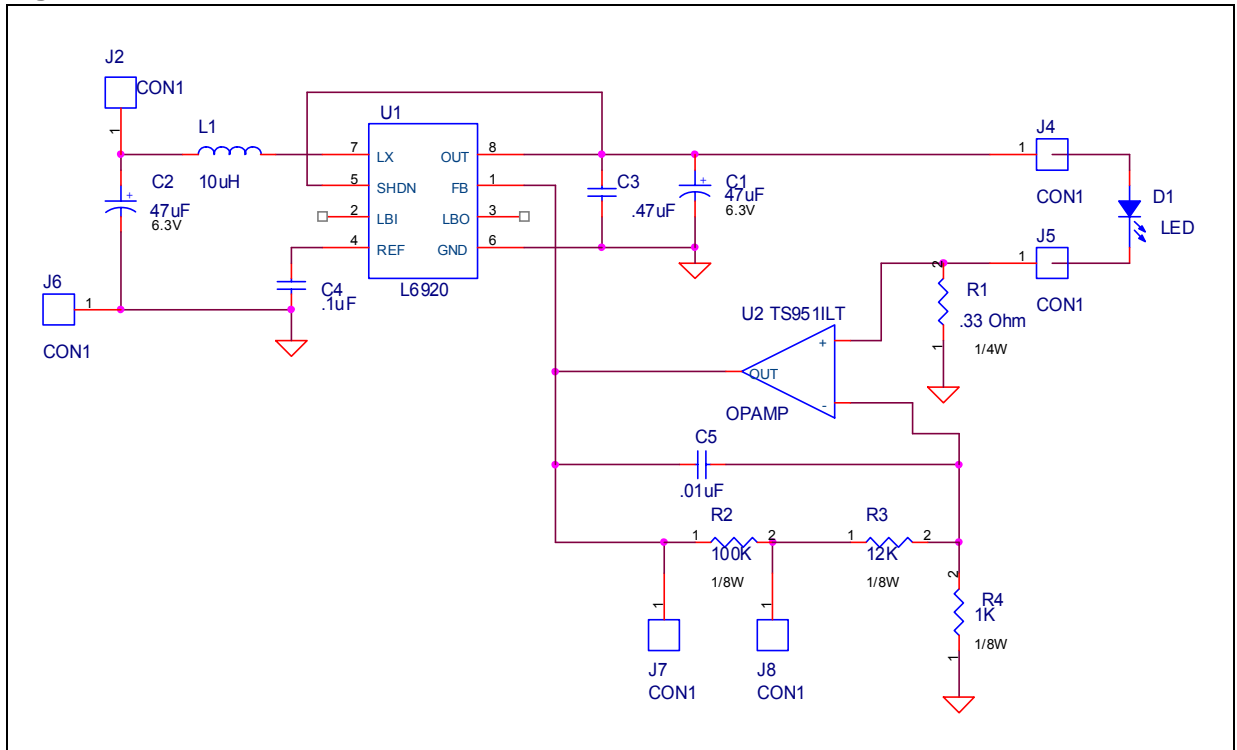 J2
CON1
1
L1
10uH
C2
+
47uF
6.3V
J6
1
CON1
U1
7 LX OUT 8
5 SHDN FB 1
2 LBI LBO 3
4 REF GND 6
L6920
C4
.1uF
C3
.47uF
+
C1
47uF
6.3V
J4
1
CON1
D1
LED
J5
1
CON1
2
R1
.33 Ohm
1/4W
1
U2 TS951ILT
+
OUT
-
OPAMP
C5
.01uF
R2
1 2
100K
1/8W
R3
1 2
12K
1/8W
2
R4
1K
1/8W
1
1
J7
CON1
1
J8
CON1